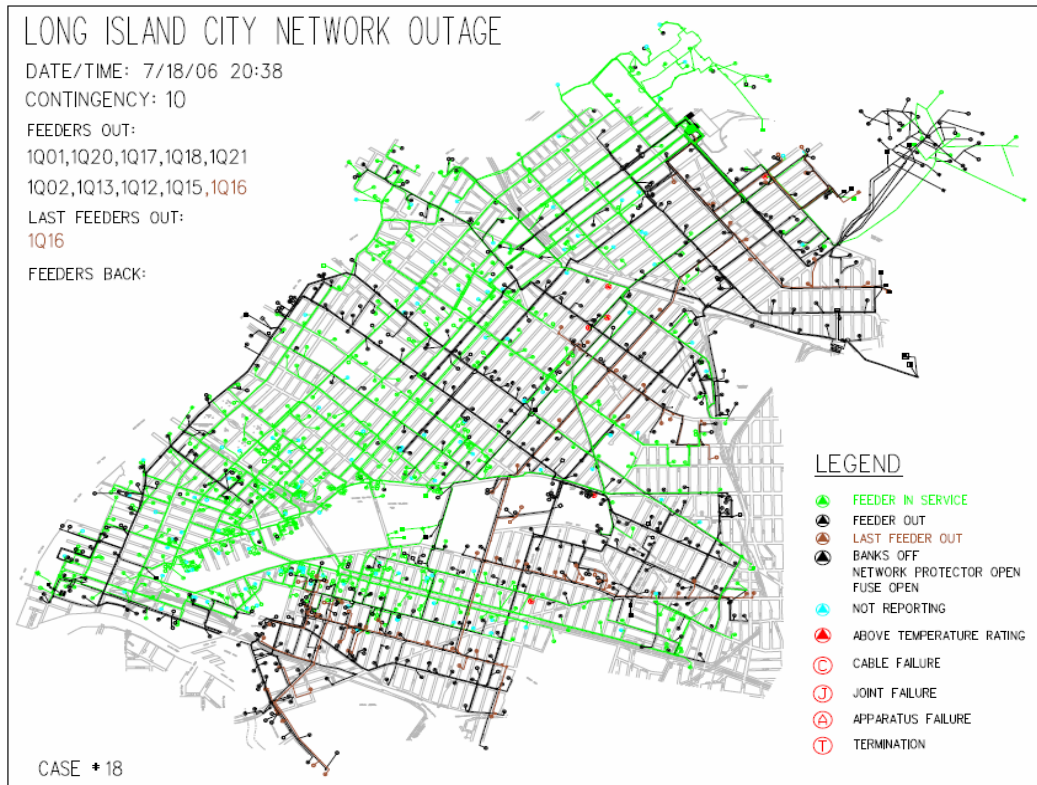 LONG ISLAND CITY NETWORK OUTAGE
DATE/TIME: 7/18/06 20:38
CONTINGENCY: 10
FEEDERS OUT:
1Q01,1Q20,1Q17,1Q18,1Q21
1Q02,1Q13,1Q12,1Q15,1Q16
LAST FEEDERS OUT:
1Q16
FEEDERS BACK:
LEGEND
FEEDER IN SERVICE
FEEDER OUT
LAST FEEDER OUT
BANKS OFF
NETWORK PROTECTOR OPEN
FUSE OPEN
NOT REPORTING
ABOVE TEMPERATURE RATING
C CABLE FAILURE
J JOINT FAILURE
A APPARATUS FAILURE
T TERMINATION
CASE #18